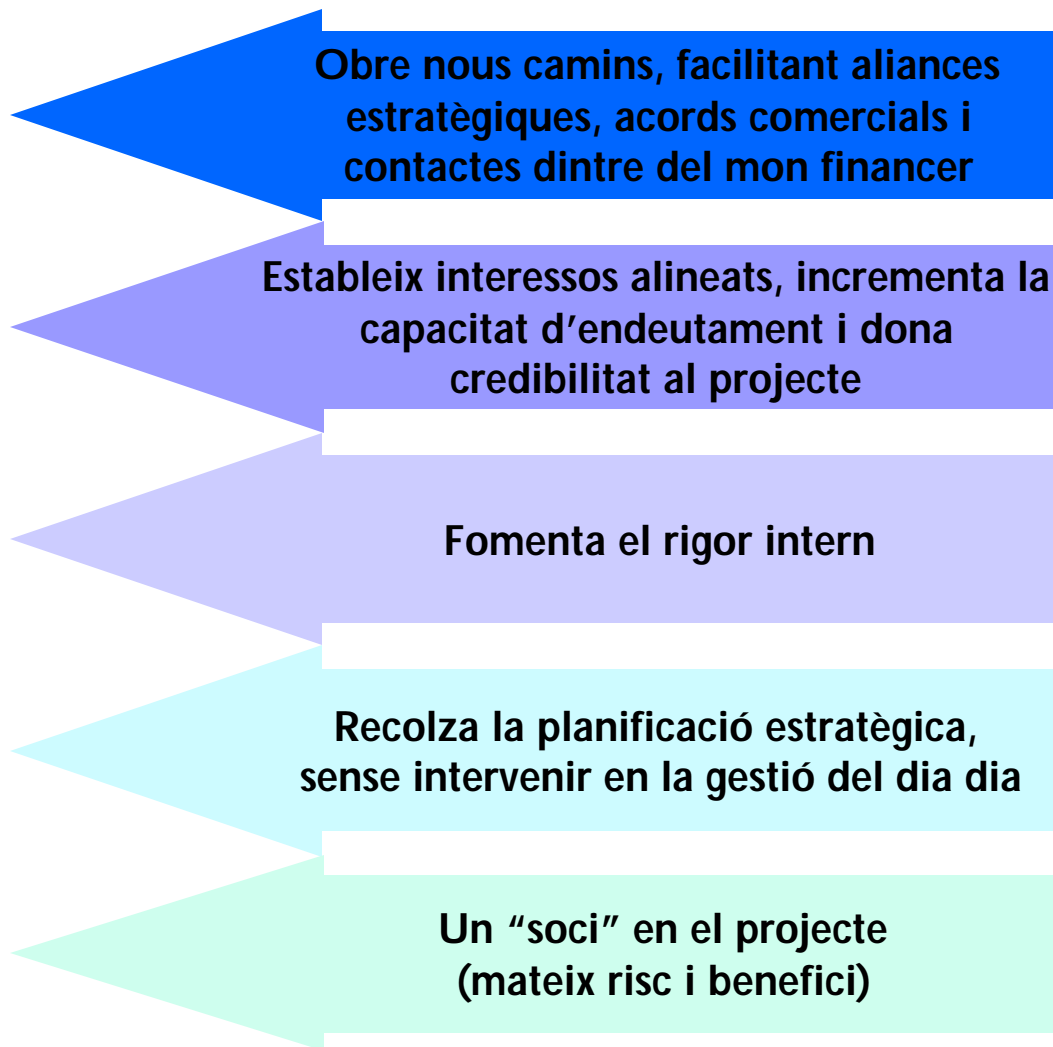 Obre nous camins, facilitant aliances
estratègiques, acords comercials i
contactes dintre del mon financer
Estableix interessos alineats, incrementa la
capacitat d’endeutament i dona
credibilitat al projecte
Fomenta el rigor intern
Recolza la planificació estratègica,
sense intervenir en la gestió del dia dia
Un “soci” en el projecte
(mateix risc i benefici)